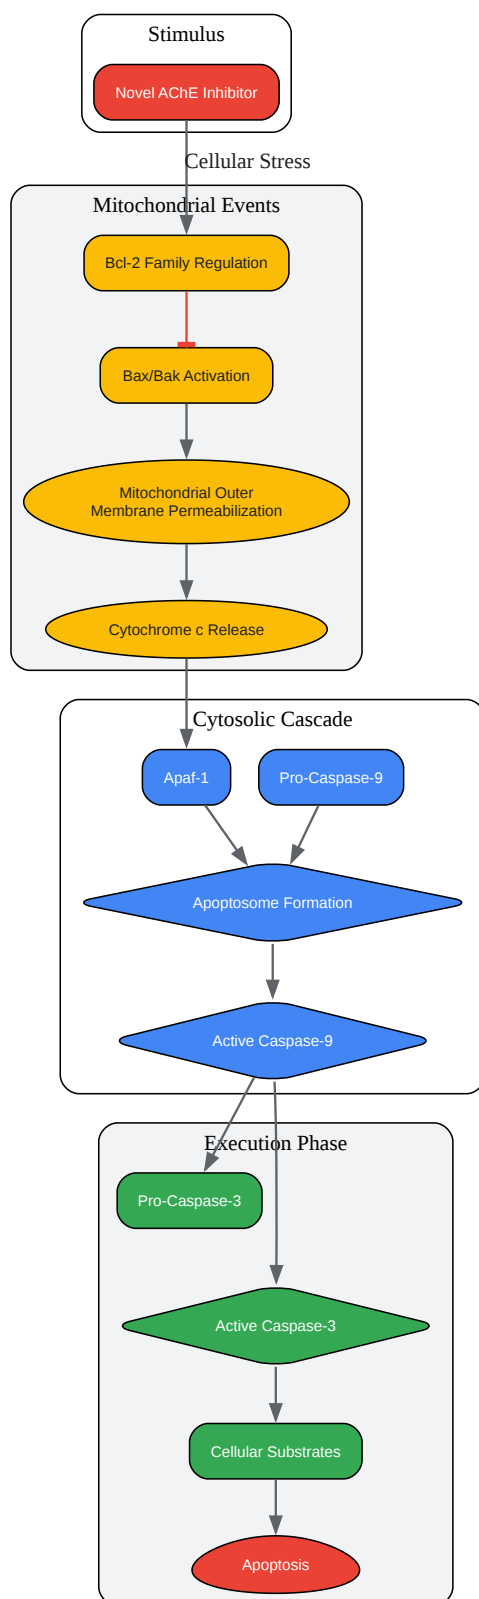 Stimulus
Novel AChE Inhibitor
Cellular Stress
Mitochondrial Events
Bcl-2 Family Regulation
Bax/Bak Activation
Mitochondrial Outer
Membrane Permeabilization
Cytochrome c Release
Cytosolic Cascade
Apaf-1
Pro-Caspase-9
Apoptosome Formation
Active Caspase-9
Execution Phase
Pro-Caspase-3
Active Caspase-3
Cellular Substrates
Apoptosis